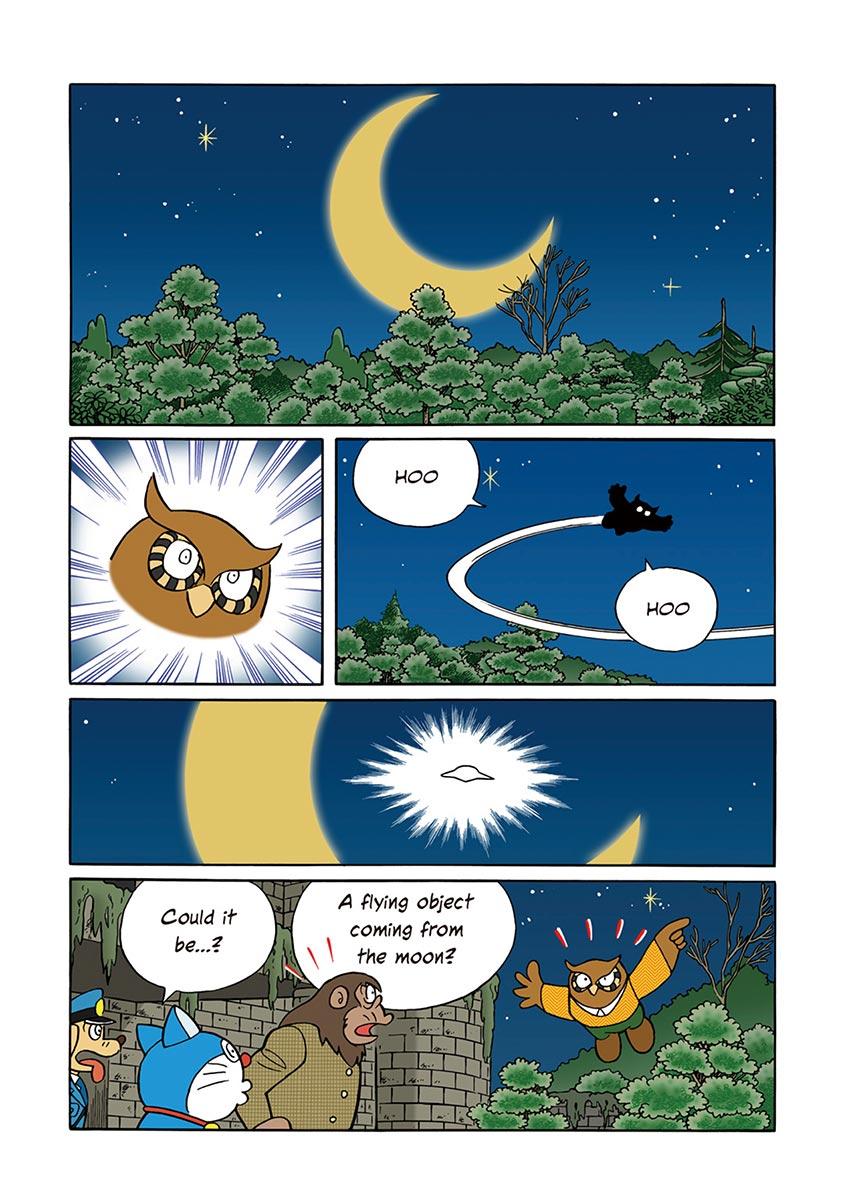 HOO
HOO
Could it
be...?
A flying object
coming from
the moon?